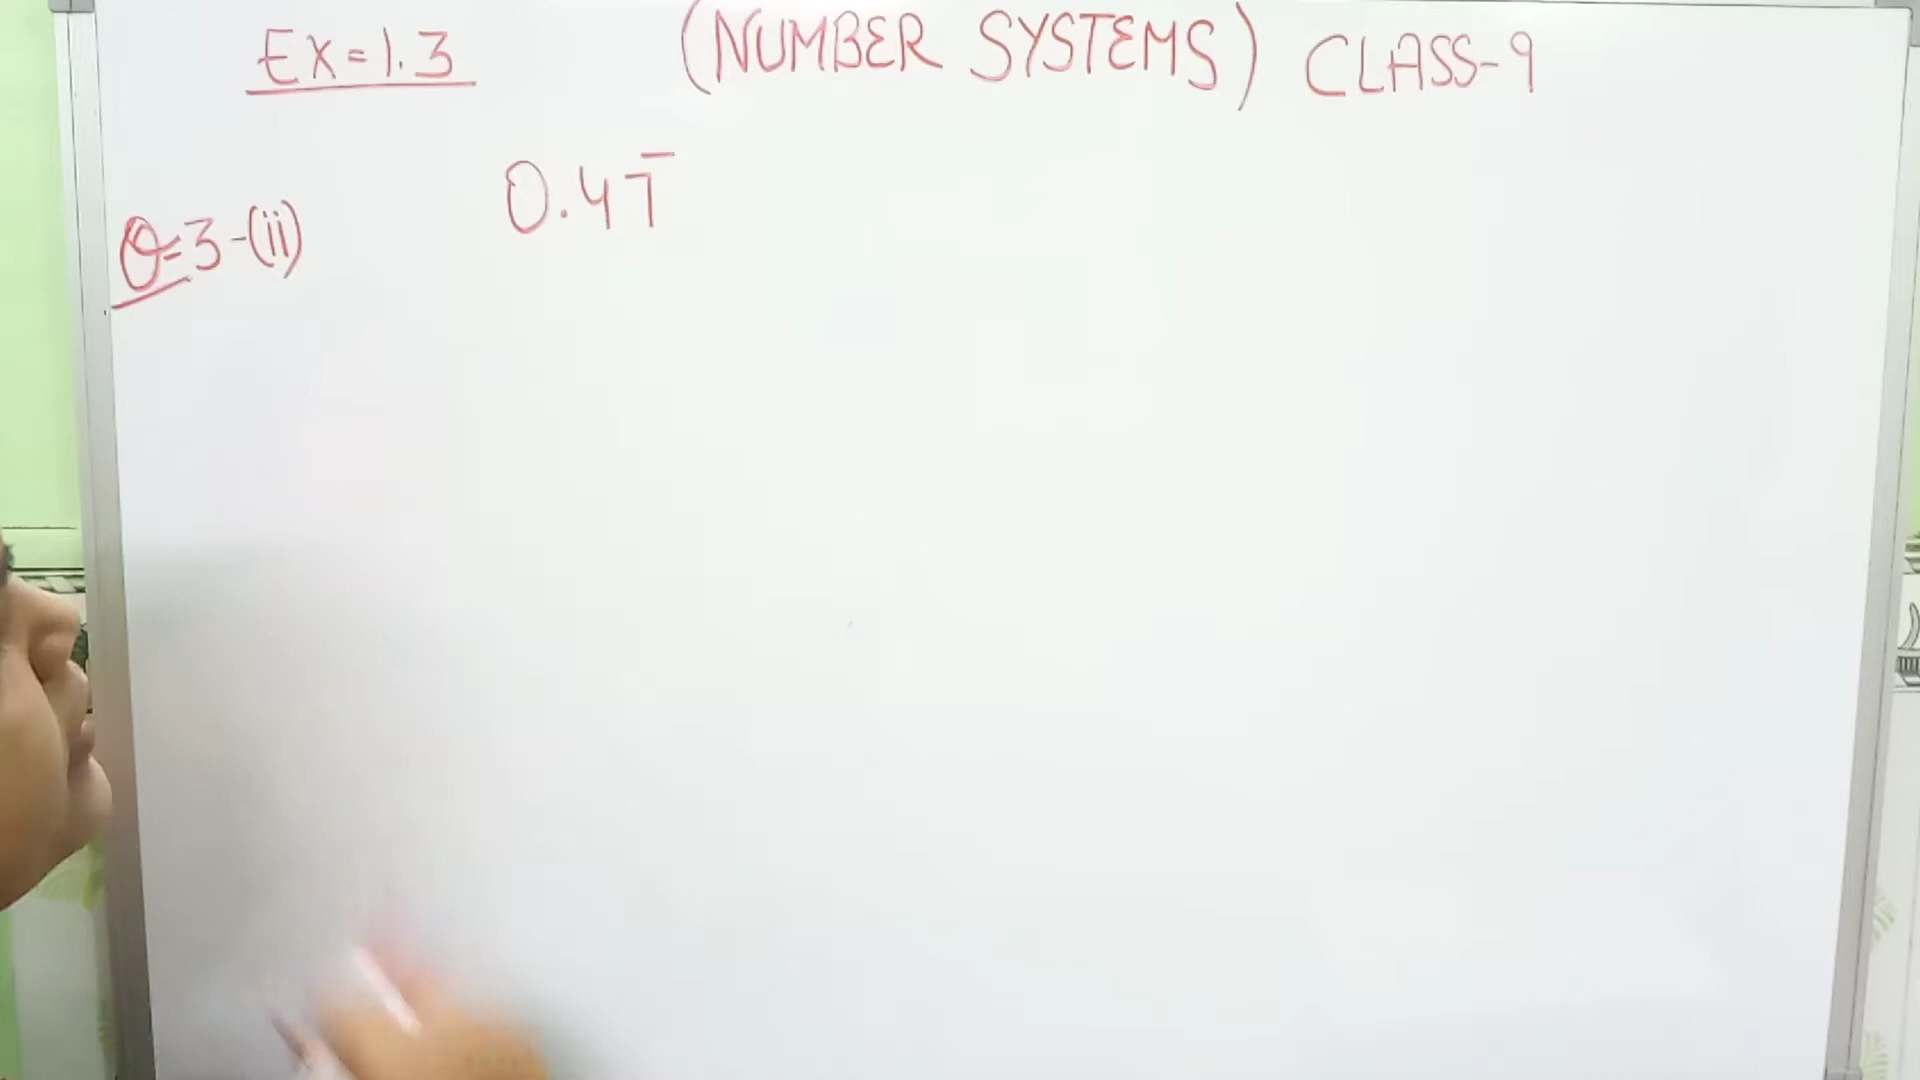 Ex=1.3 (NUMBER SYSTEMS) CLASS-9
0.47̅
Q=3-(ii)